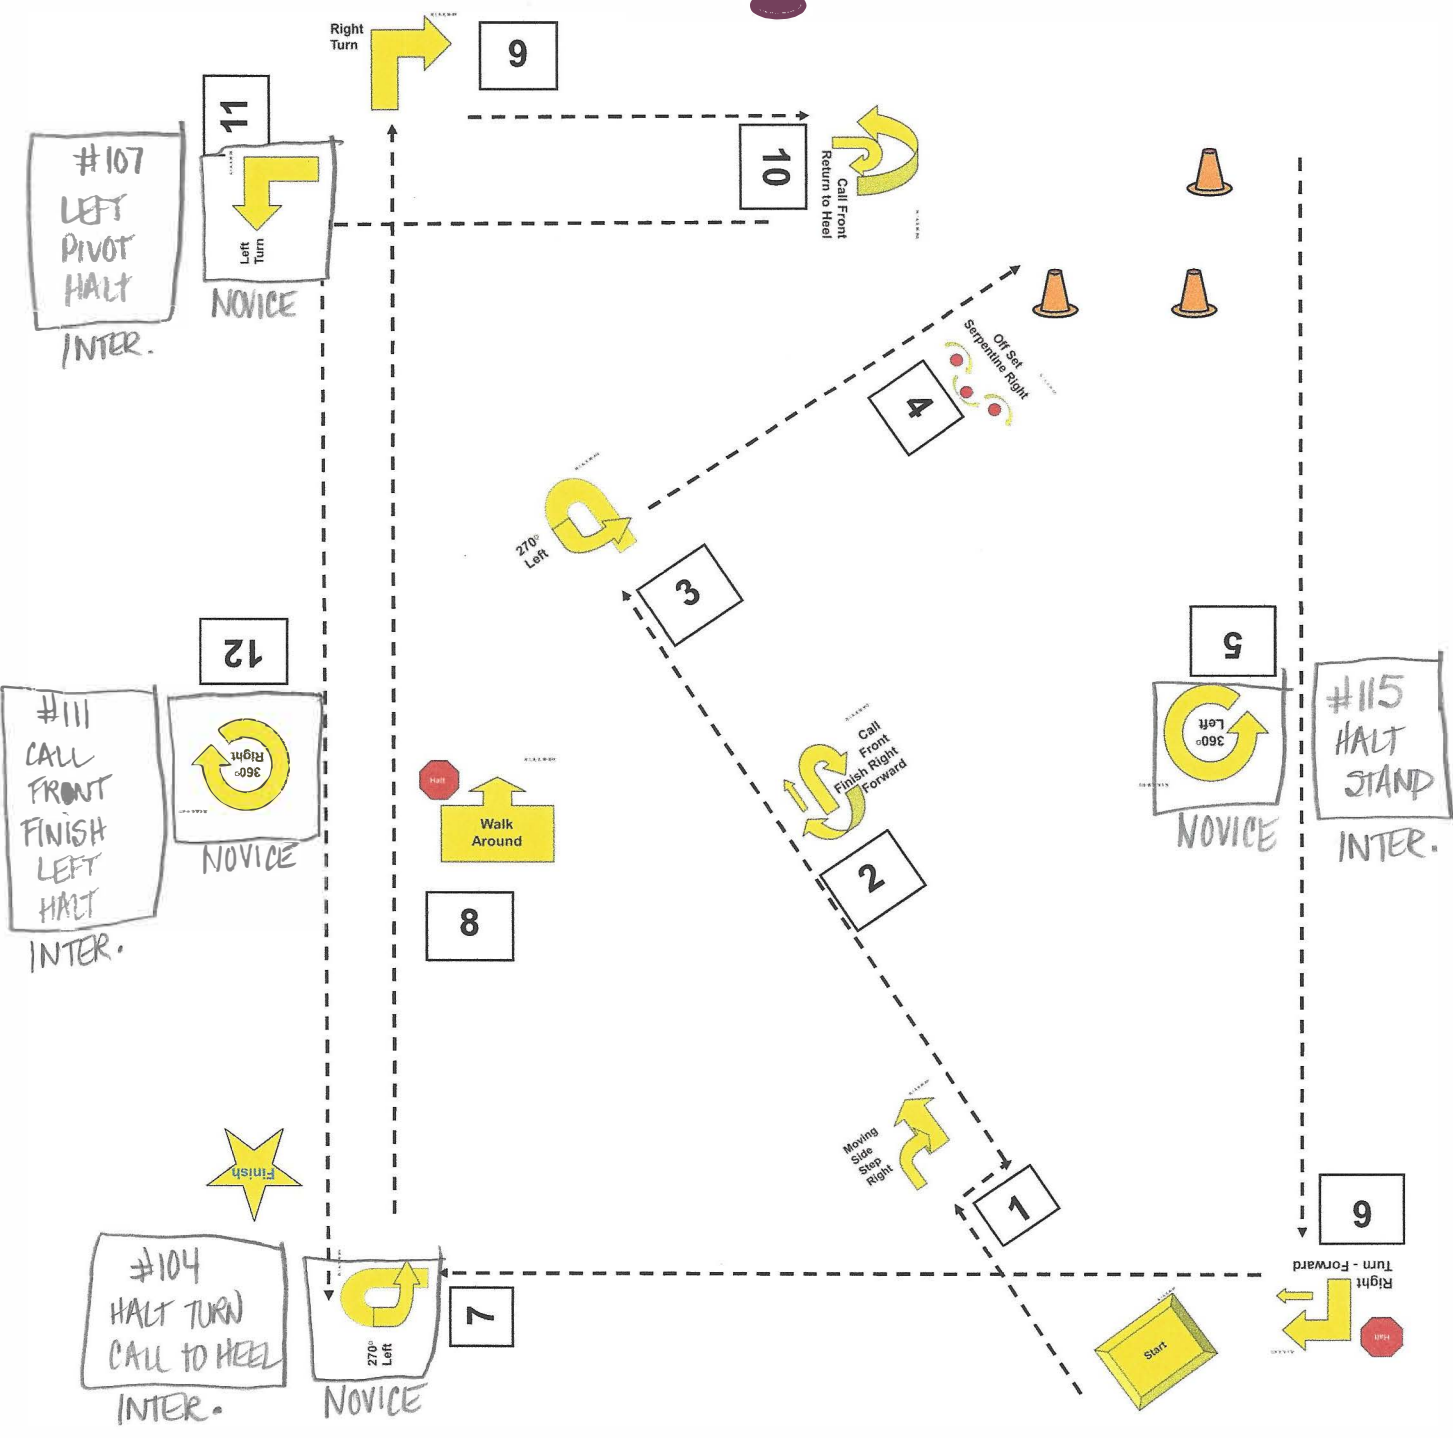 Right
Turn
9
11
#107
LEFT
PIVOT
HALT
INTER.
Left
Turn
NOVICE
10
Call Front
Return to Heel
Off Set
Serpentine Right
4
270°
Left
3
12
#111
CALL
FRONT
FINISH
LEFT
HALT
INTER.
360°
Right
NOVICE
Halt
Walk
Around
8
Call
Front
Finish Right
Forward
2
5
360°
Left
NOVICE
#115
HALT
STAND
INTER.
Moving
Side
Step
Right
1
Finish
6
Right
Turn - Forward
Halt
#104
HALT TURN
CALL TO HEEL
INTER.
270°
Left
NOVICE
7
Start